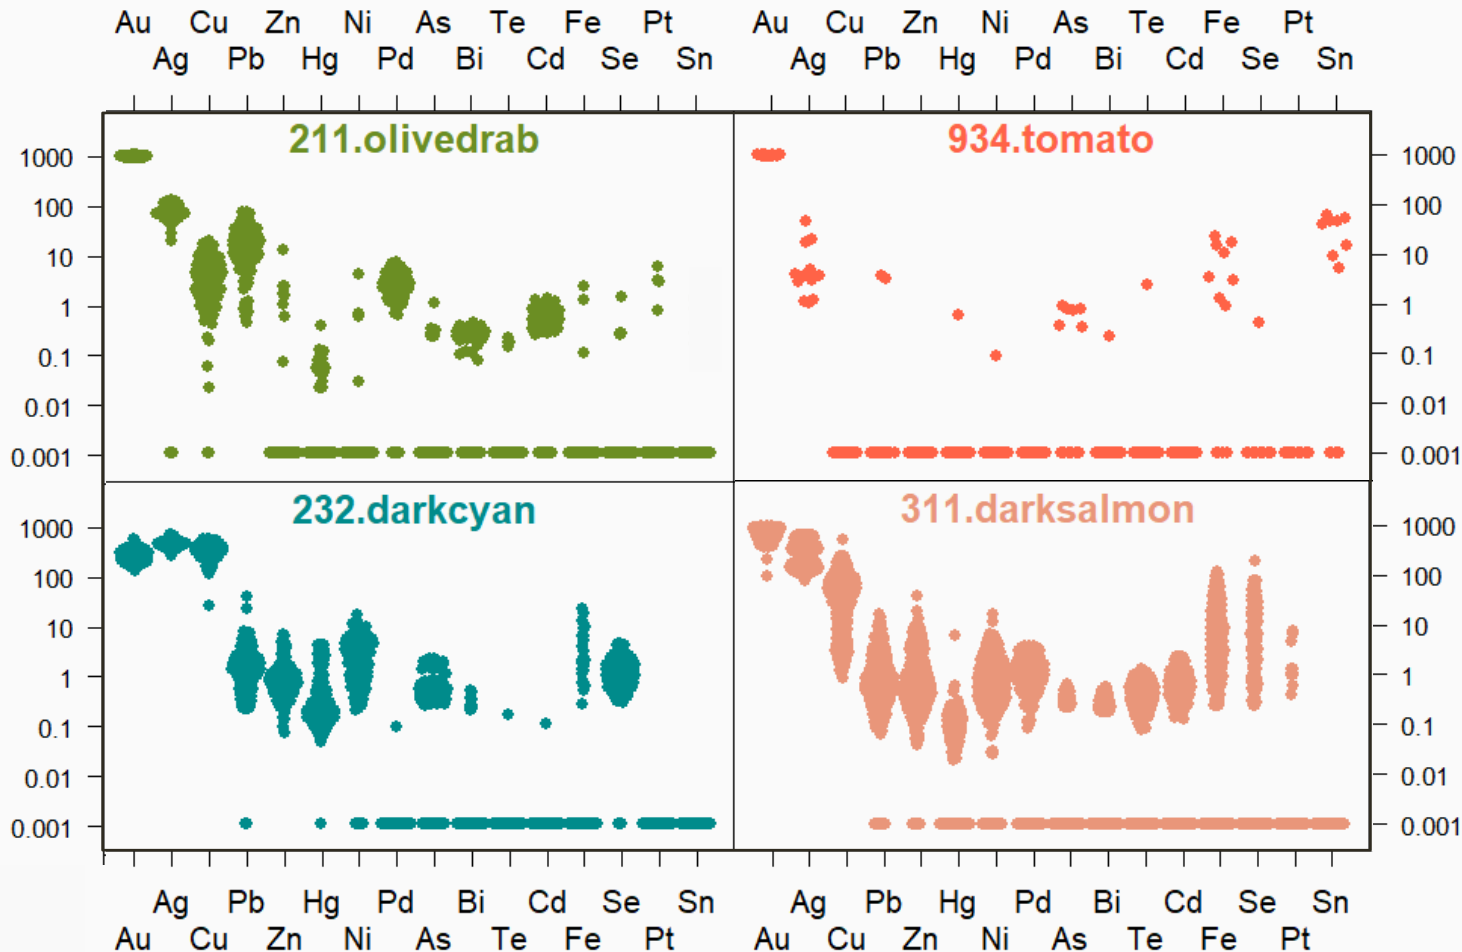 Au Cu Zn Ni As Te Fe Pt Au Cu Zn Ni As Te Fe Pt
Ag Pb Hg Pd Bi Cd Se Sn Ag Pb Hg Pd Bi Cd Se Sn
211.olivedrab 934.tomato
1000 1000
100 100
10 10
1 1
0.1 0.1
0.01 0.01
0.001 0.001
232.darkcyan 311.darksalmon
1000 1000
100 100
10 10
1 1
0.1 0.1
0.01 0.01
0.001 0.001
Ag Pb Hg Pd Bi Cd Se Sn Ag Pb Hg Pd Bi Cd Se Sn
Au Cu Zn Ni As Te Fe Pt Au Cu Zn Ni As Te Fe Pt